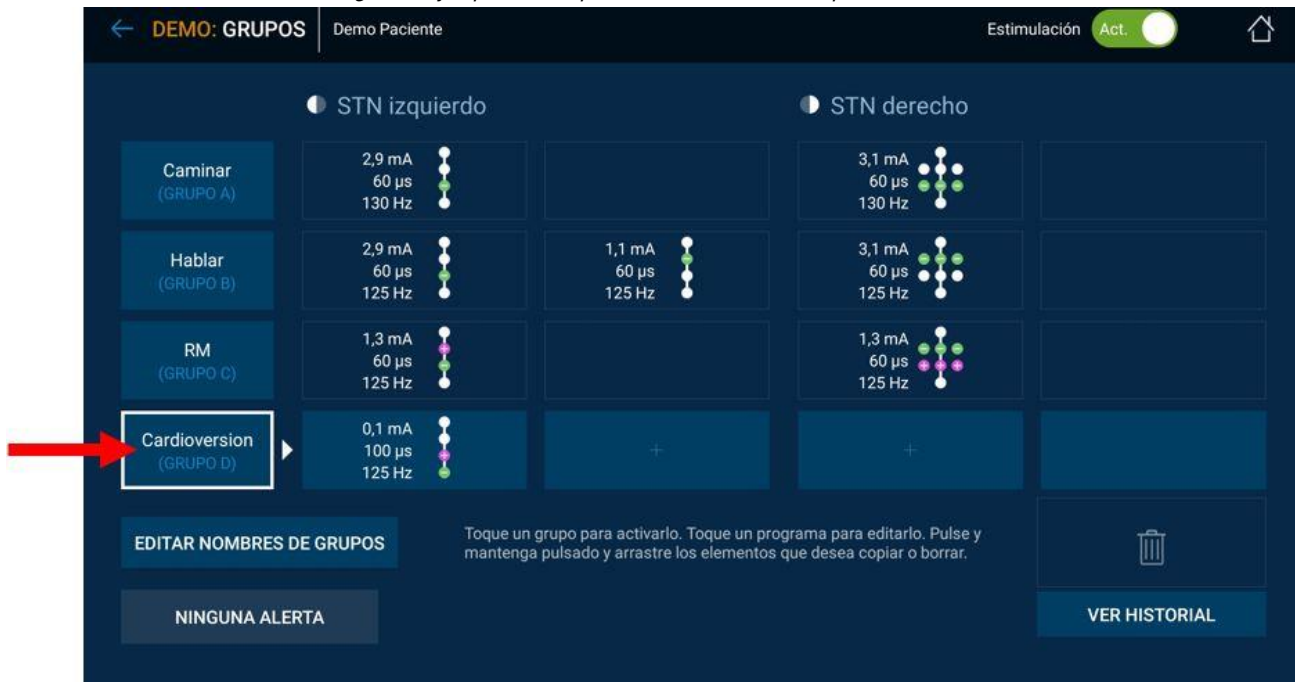 DEMO: GRUPOS
Demo Paciente
Estimulación
Act.
STN izquierdo
STN derecho
Caminar
(GRUPO A)
2,9 mA
60 µs
130 Hz
3,1 mA
60 µs
130 Hz
Hablar
(GRUPO B)
2,9 mA
60 µs
125 Hz
1,1 mA
60 µs
125 Hz
3,1 mA
60 µs
125 Hz
RM
(GRUPO C)
1,3 mA
60 µs
125 Hz
1,3 mA
60 µs
125 Hz
Cardioversion
(GRUPO D)
0,1 mA
100 µs
125 Hz
+
+
EDITAR NOMBRES DE GRUPOS
Toque un grupo para activarlo. Toque un programa para editarlo. Pulse y
mantenga pulsado y arrastre los elementos que desea copiar o borrar.
NINGUNA ALERTA
VER HISTORIAL